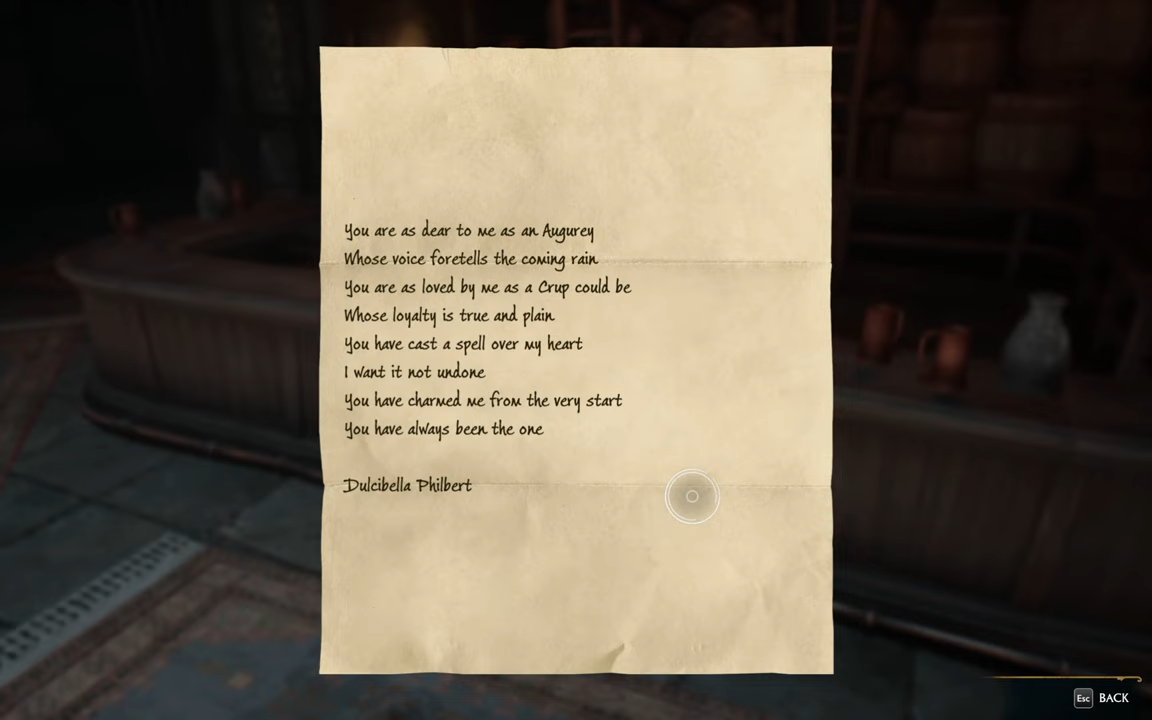 You are as dear to me as an Augurey
Whose voice foretells the coming rain
You are as loved by me as a Crup could be
Whose loyalty is true and plain
You have cast a spell over my heart
I want it not undone
You have charmed me from the very start
You have always been the one
Dulcibella Philbert
Esc BACK